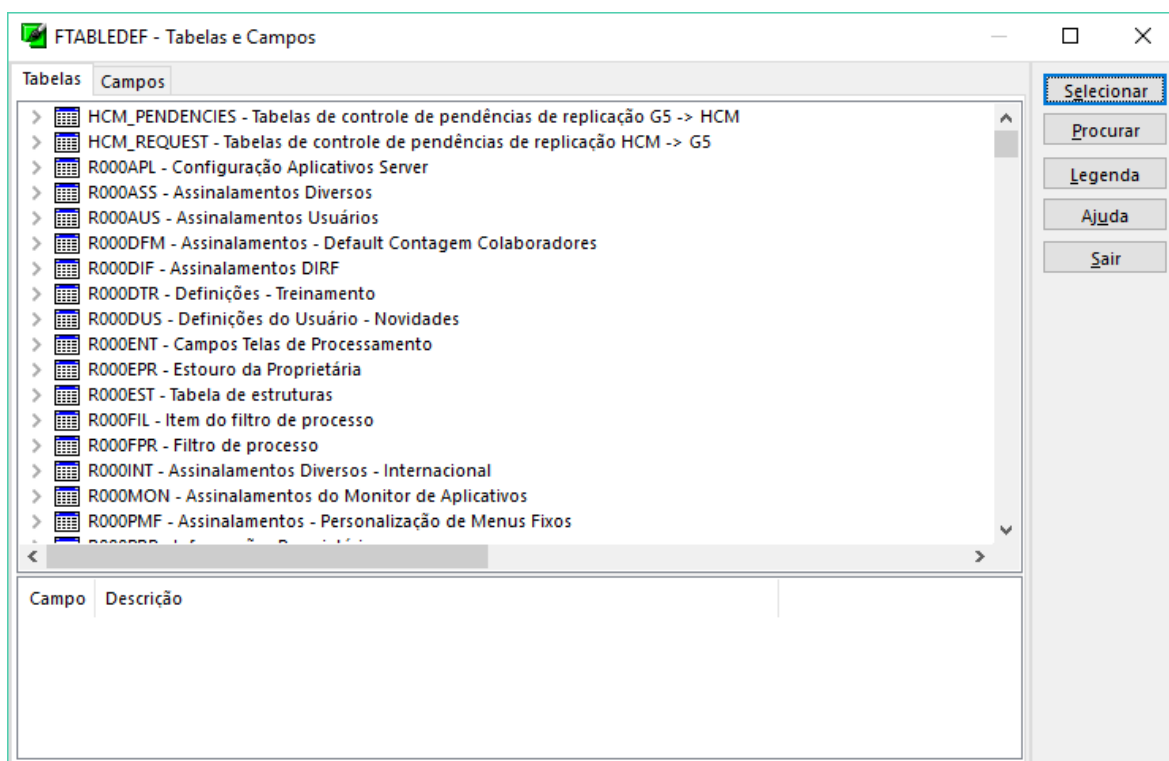 FTABLEDEF - Tabelas e Campos
Tabelas Campos
HCM_PENDENCIES - Tabelas de controle de pendências de replicação G5 -> HCM
HCM_REQUEST - Tabelas de controle de pendências de replicação HCM -> G5
R000APL - Configuração Aplicativos Server
R000ASS - Assinalamentos Diversos
R000AUS - Assinalamentos Usuários
R000DFM - Assinalamentos - Default Contagem Colaboradores
R000DIF - Assinalamentos DIRF
R000DTR - Definições - Treinamento
R000DUS - Definições do Usuário - Novidades
R000ENT - Campos Telas de Processamento
R000EPR - Estouro da Proprietária
R000EST - Tabela de estruturas
R000FIL - Item do filtro de processo
R000FPR - Filtro de processo
R000INT - Assinalamentos Diversos - Internacional
R000MON - Assinalamentos do Monitor de Aplicativos
R000PMF - Assinalamentos - Personalização de Menus Fixos
Campo Descrição
Selecionar
Procurar
Legenda
Ajuda
Sair